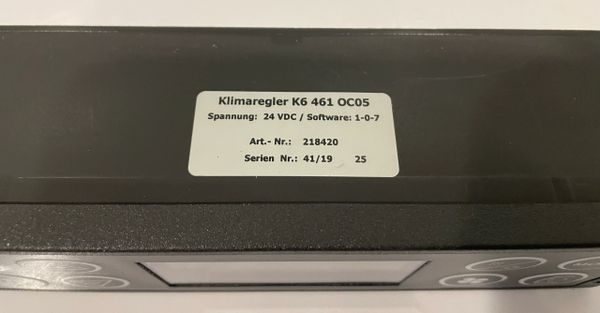 Klimaregler K6 461 OC05
Spannung: 24 VDC / Software: 1-0-7
Art.- Nr.: 218420
Serien Nr.: 41/19 25